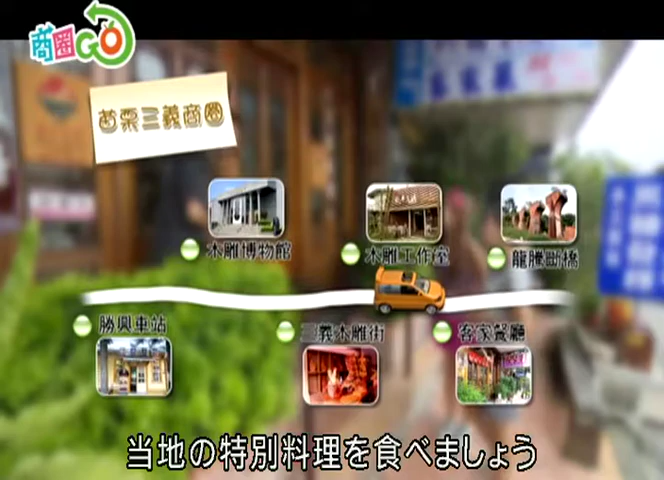 商圈GO
苗栗三義商圈
木雕博物館
木雕工作室
龍騰斷橋
勝興車站
三義木雕街
客家餐廳
当地の特別料理を食べましょう